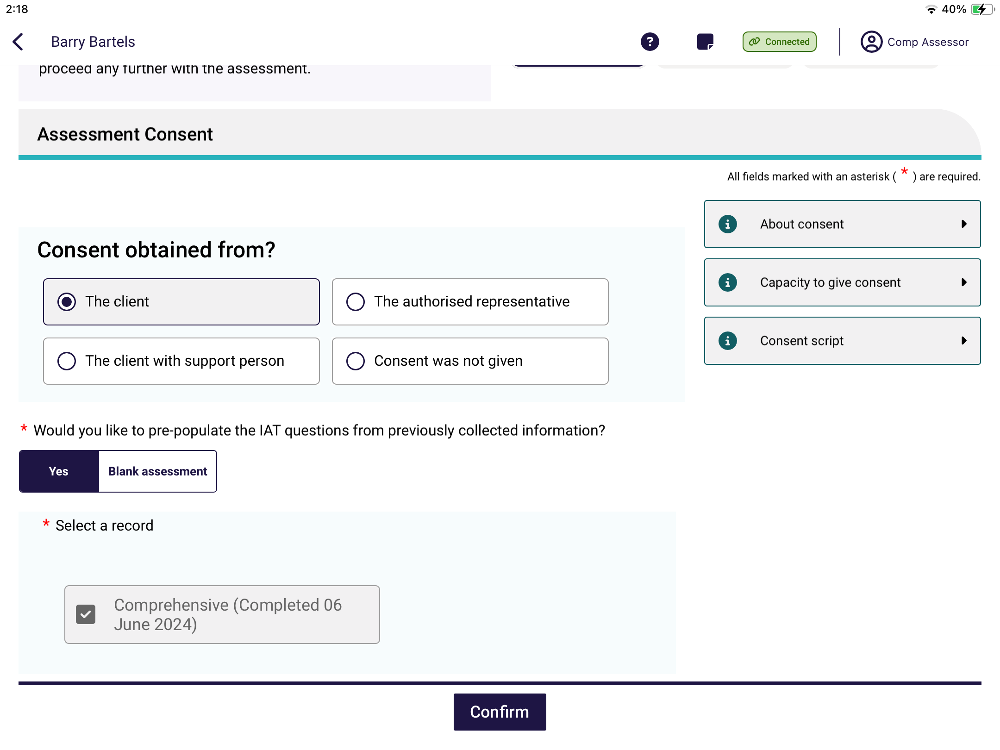 2:18
40%
Barry Bartels
?
Connected
Comp Assessor
proceed any further with the assessment.
Assessment Consent
All fields marked with an asterisk ( * ) are required.
About consent
Consent obtained from?
Capacity to give consent
The client
The authorised representative
Consent script
The client with support person
Consent was not given
* Would you like to pre-populate the IAT questions from previously collected information?
Yes
Blank assessment
* Select a record
Comprehensive (Completed 06
June 2024)
Confirm